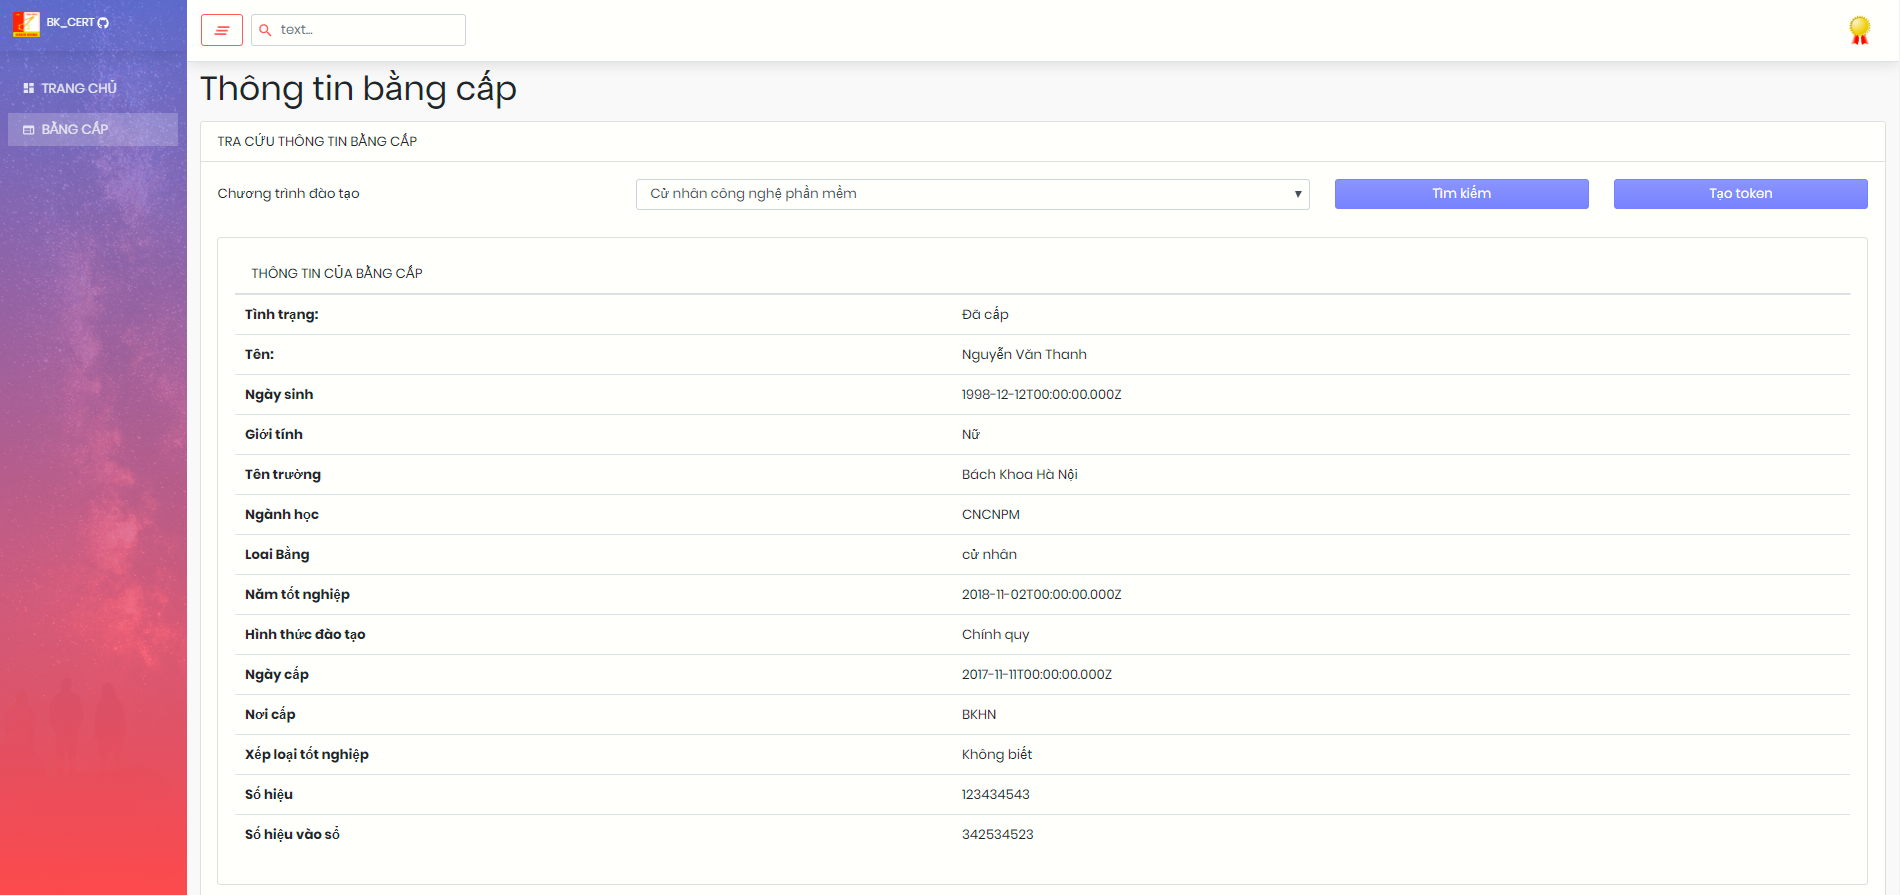 BK_CERT
text...
TRANG CHỦ
BẰNG CẤP
Thông tin bằng cấp
TRA CỨU THÔNG TIN BẰNG CẤP
Chương trình đào tạo
Cử nhân công nghệ phần mềm
Tìm kiếm
Tạo token
THÔNG TIN CỦA BẰNG CẤP
Tình trạng: Đã cấp
Tên: Nguyễn Văn Thanh
Ngày sinh 1998-12-12T00:00:00.000Z
Giới tính Nữ
Tên trường Bách Khoa Hà Nội
Ngành học CNCNPM
Loai Bằng cử nhân
Năm tốt nghiệp 2018-11-02T00:00:00.000Z
Hình thức đào tạo Chính quy
Ngày cấp 2017-11-11T00:00:00.000Z
Nơi cấp BKHN
Xếp loại tốt nghiệp Không biết
Số hiệu 123434543
Số hiệu vào sổ 342534523